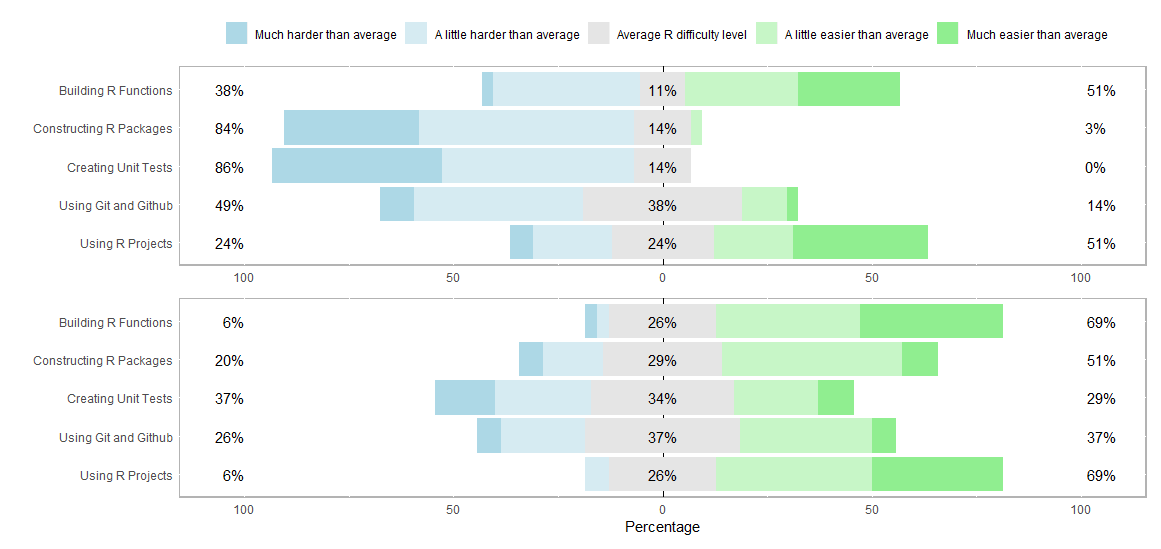 Much harder than average A little harder than average Average R difficulty level A little easier than average Much easier than average
Building R Functions 38% 11% 51%
Constructing R Packages 84% 14% 3%
Creating Unit Tests 86% 14% 0%
Using Git and Github 49% 38% 14%
Using R Projects 24% 24% 51%
100 50 0 50 100
Building R Functions 6% 26% 69%
Constructing R Packages 20% 29% 51%
Creating Unit Tests 37% 34% 29%
Using Git and Github 26% 37% 37%
Using R Projects 6% 26% 69%
100 50 0 50 100
Percentage